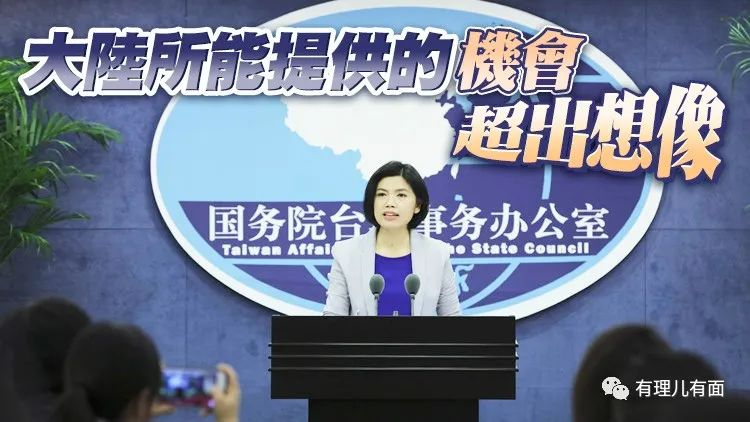 大陸所能提供的機會
超出想像
国务院台 事务办公室
Taiwan Affai he State Council
有理儿有面